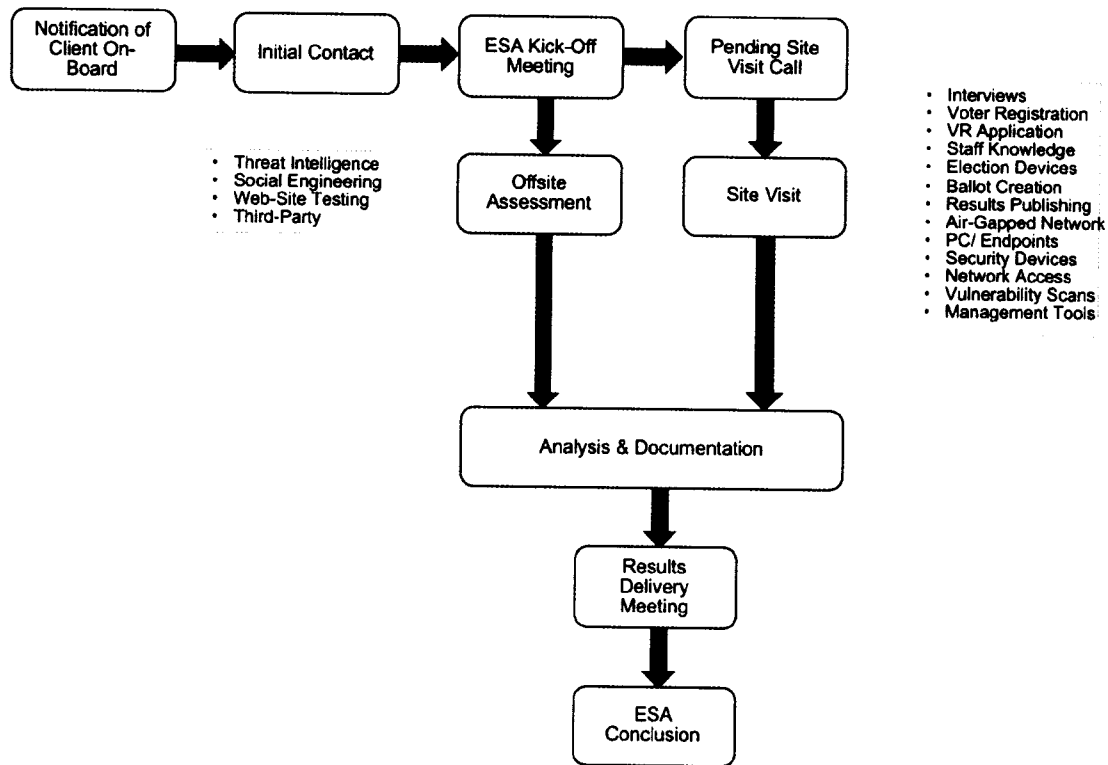 Notification of
Client On-
Board
Initial Contact
ESA Kick-Off
Meeting
Pending Site
Visit Call
• Threat Intelligence
• Social Engineering
• Web-Site Testing
• Third-Party
Offsite
Assessment
Site Visit
• Interviews
• Voter Registration
• VR Application
• Staff Knowledge
• Election Devices
• Ballot Creation
• Results Publishing
• Air-Gapped Network
• PC/ Endpoints
• Security Devices
• Network Access
• Vulnerability Scans
• Management Tools
Analysis & Documentation
Results
Delivery
Meeting
ESA
Conclusion